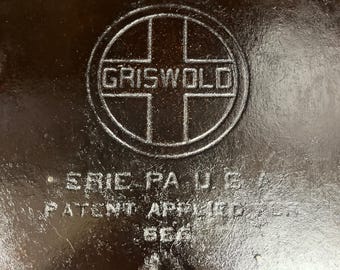 GRISWOLD
ERIE PA U S A
PATENT APPLIED FOR